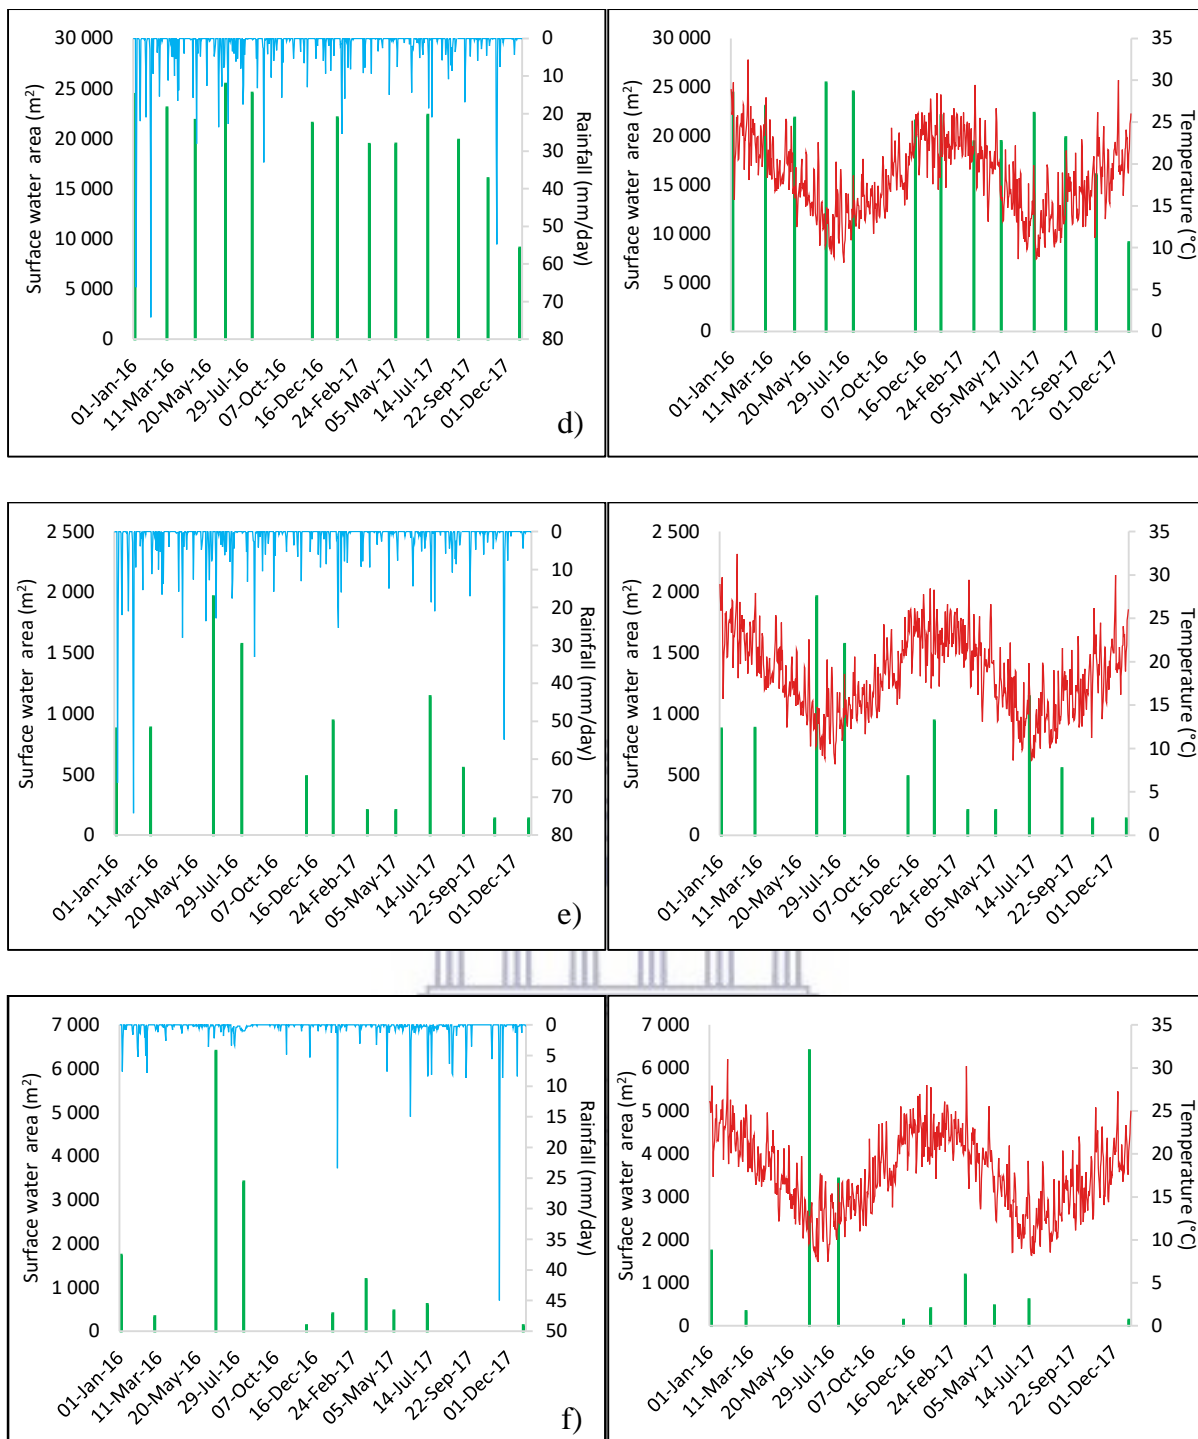 30 000
25 000
20 000
15 000
10 000
5 000
0
Surface water area (m²)
0
10
20
30
40
50
60
70
80
Rainfall (mm/day)
01-Jan-16
11-Mar-16
20-May-16
29-Jul-16
07-Oct-16
16-Dec-16
24-Feb-17
05-May-17
14-Jul-17
22-Sep-17
01-Dec-17
d)
30 000
25 000
20 000
15 000
10 000
5 000
0
Surface water area (m²)
35
30
25
20
15
10
5
0
Temperature (°C)
01-Jan-16
11-Mar-16
20-May-16
29-Jul-16
07-Oct-16
16-Dec-16
24-Feb-17
05-May-17
14-Jul-17
22-Sep-17
01-Dec-17
2 500
2 000
1 500
1 000
500
0
Surface water area (m²)
0
10
20
30
40
50
60
70
80
Rainfall (mm/day)
01-Jan-16
11-Mar-16
20-May-16
29-Jul-16
07-Oct-16
16-Dec-16
24-Feb-17
05-May-17
14-Jul-17
22-Sep-17
01-Dec-17
e)
2 500
2 000
1 500
1 000
500
0
Surface water area (m²)
35
30
25
20
15
10
5
0
Temperature (°C)
01-Jan-16
11-Mar-16
20-May-16
29-Jul-16
07-Oct-16
16-Dec-16
24-Feb-17
05-May-17
14-Jul-17
22-Sep-17
01-Dec-17
7 000
6 000
5 000
4 000
3 000
2 000
1 000
0
Surface water area (m²)
0
5
10
15
20
25
30
35
40
45
50
Rainfall (mm/day)
01-Jan-16
11-Mar-16
20-May-16
29-Jul-16
07-Oct-16
16-Dec-16
24-Feb-17
05-May-17
14-Jul-17
22-Sep-17
01-Dec-17
f)
7 000
6 000
5 000
4 000
3 000
2 000
1 000
0
Surface water area (m²)
35
30
25
20
15
10
5
0
Temperature (°C)
01-Jan-16
11-Mar-16
20-May-16
29-Jul-16
07-Oct-16
16-Dec-16
24-Feb-17
05-May-17
14-Jul-17
22-Sep-17
01-Dec-17